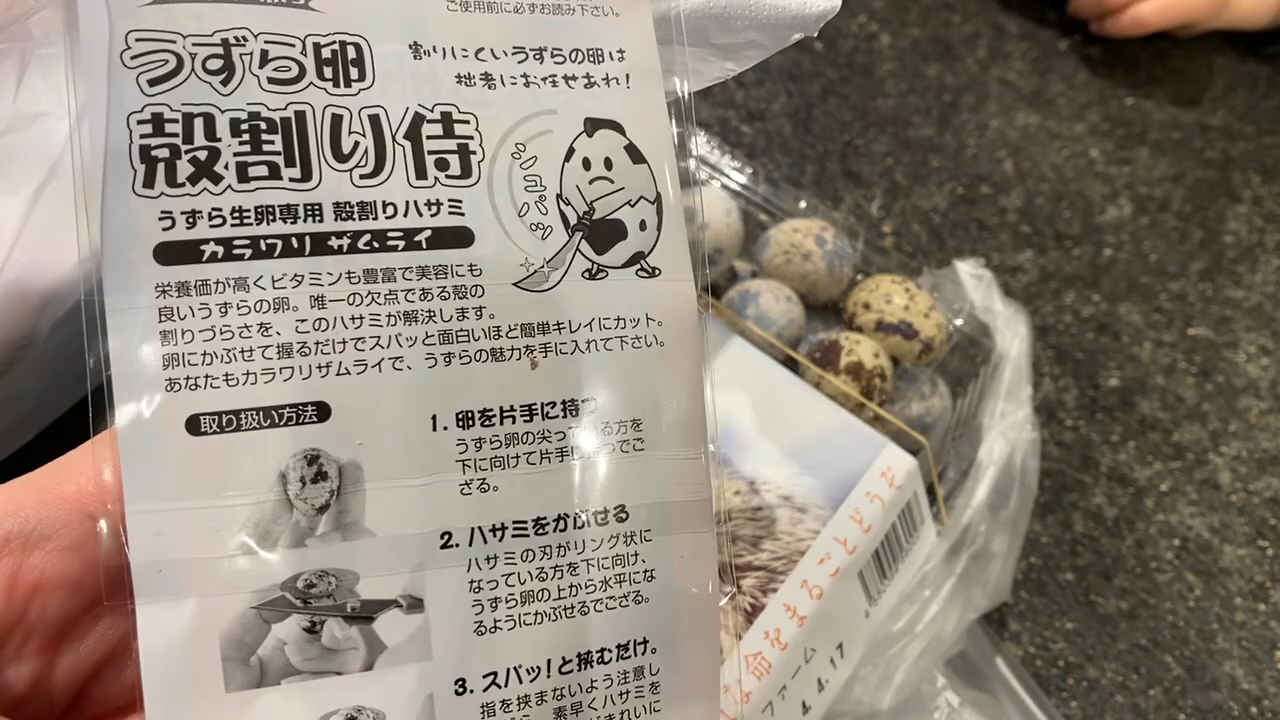 ご使用前に必ずお読み下さい。
うずら卵
割りにくいうずらの卵は
拙者にお任せあれ!
殻割り侍
シュパッ
うずら生卵専用 殻割りハサミ
カラワリ ザムライ
栄養価が高くビタミンも豊富で美容にも
良いうずらの卵。唯一の欠点である殻の
割りづらさを、このハサミが解決します。
卵にかぶせて握るだけでスパッと面白いほど簡単キレイにカット。
あなたもカラワリザムライで、うずらの魅力を手に入れて下さい。
取り扱い方法
1. 卵を片手に持つ
うずら卵の尖っている方を
下に向けて片手に持つでご
ざる。
2. ハサミをかぶせる
ハサミの刃がリング状に
なっている方を下に向け、
うずら卵の上から水平にな
るようにかぶせるでござる。
3. スパッ!と挟むだけ。
指を挟まないよう注意し
素早くハサミを
きれいに
な命をまるごとどうぞ
ファーム
4.17